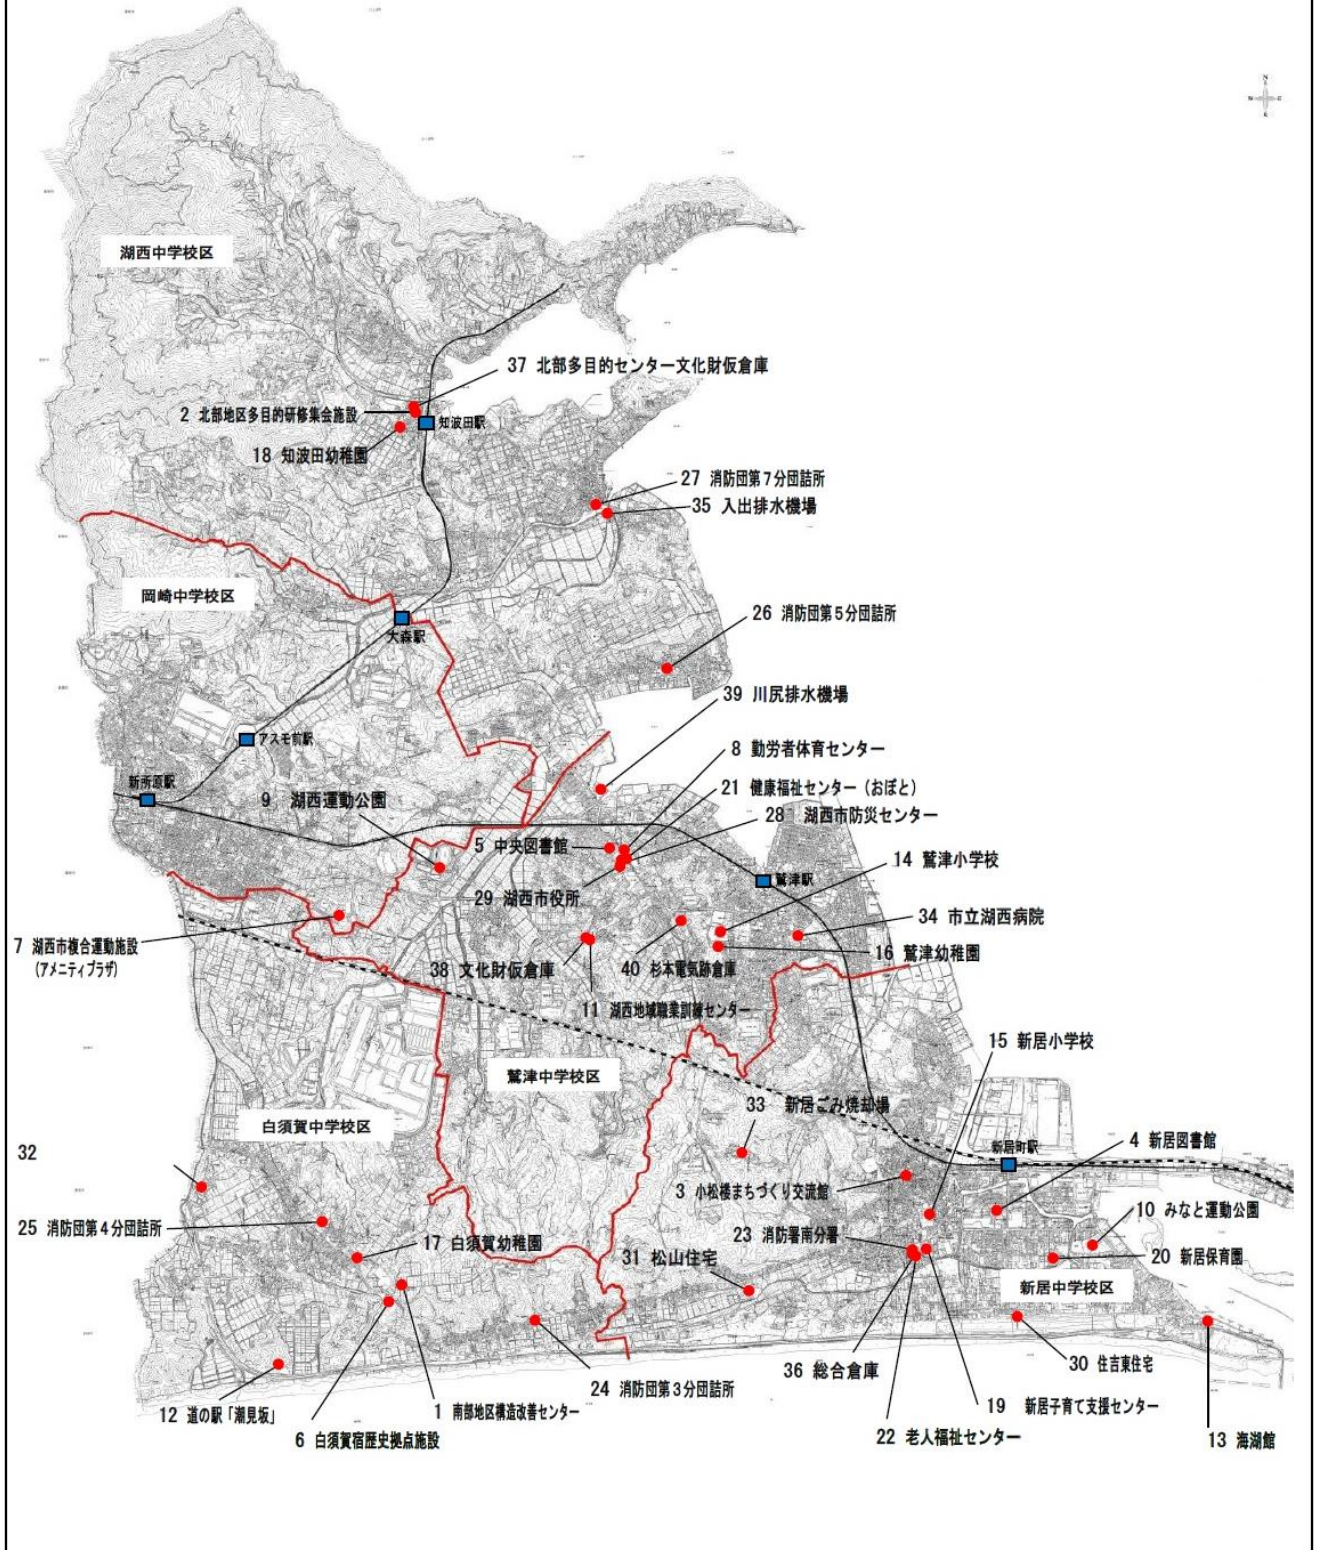 N
W E
湖西中学校区
37 北部多目的センター文化財仮倉庫
2 北部地区多目的研修集会施設
知波田駅
18 知波田幼稚園
27 消防団第7分団詰所
35 入出排水機場
岡崎中学校区
26 消防団第5分団詰所
大森駅
39 川尻排水機場
アスモ前駅
8 勤労者体育センター
新所原駅
21 健康福祉センター（おぼと）
9 湖西運動公園
28 湖西市防災センター
5 中央図書館
14 鷲津小学校
鷲津駅
29 湖西市役所
34 市立湖西病院
7 湖西市複合運動施設
(アメニティプラザ)
16 鷲津幼稚園
38 文化財仮倉庫
40 杉本電気跡倉庫
11 湖西地域職業訓練センター
15 新居小学校
鷲津中学校区
33 新居ごみ焼却場
白須賀中学校区
新居町駅
4 新居図書館
32
3 小松楼まちづくり交流館
10 みなと運動公園
25 消防団第4分団詰所
23 消防署南分署
17 白須賀幼稚園
31 松山住宅
20 新居保育園
新居中学校区
30 住吉東住宅
36 総合倉庫
24 消防団第3分団詰所
19 新居子育て支援センター
1 南部地区構造改善センター
12 道の駅「潮見坂」
22 老人福祉センター
6 白須賀宿歴史拠点施設
13 海湖館